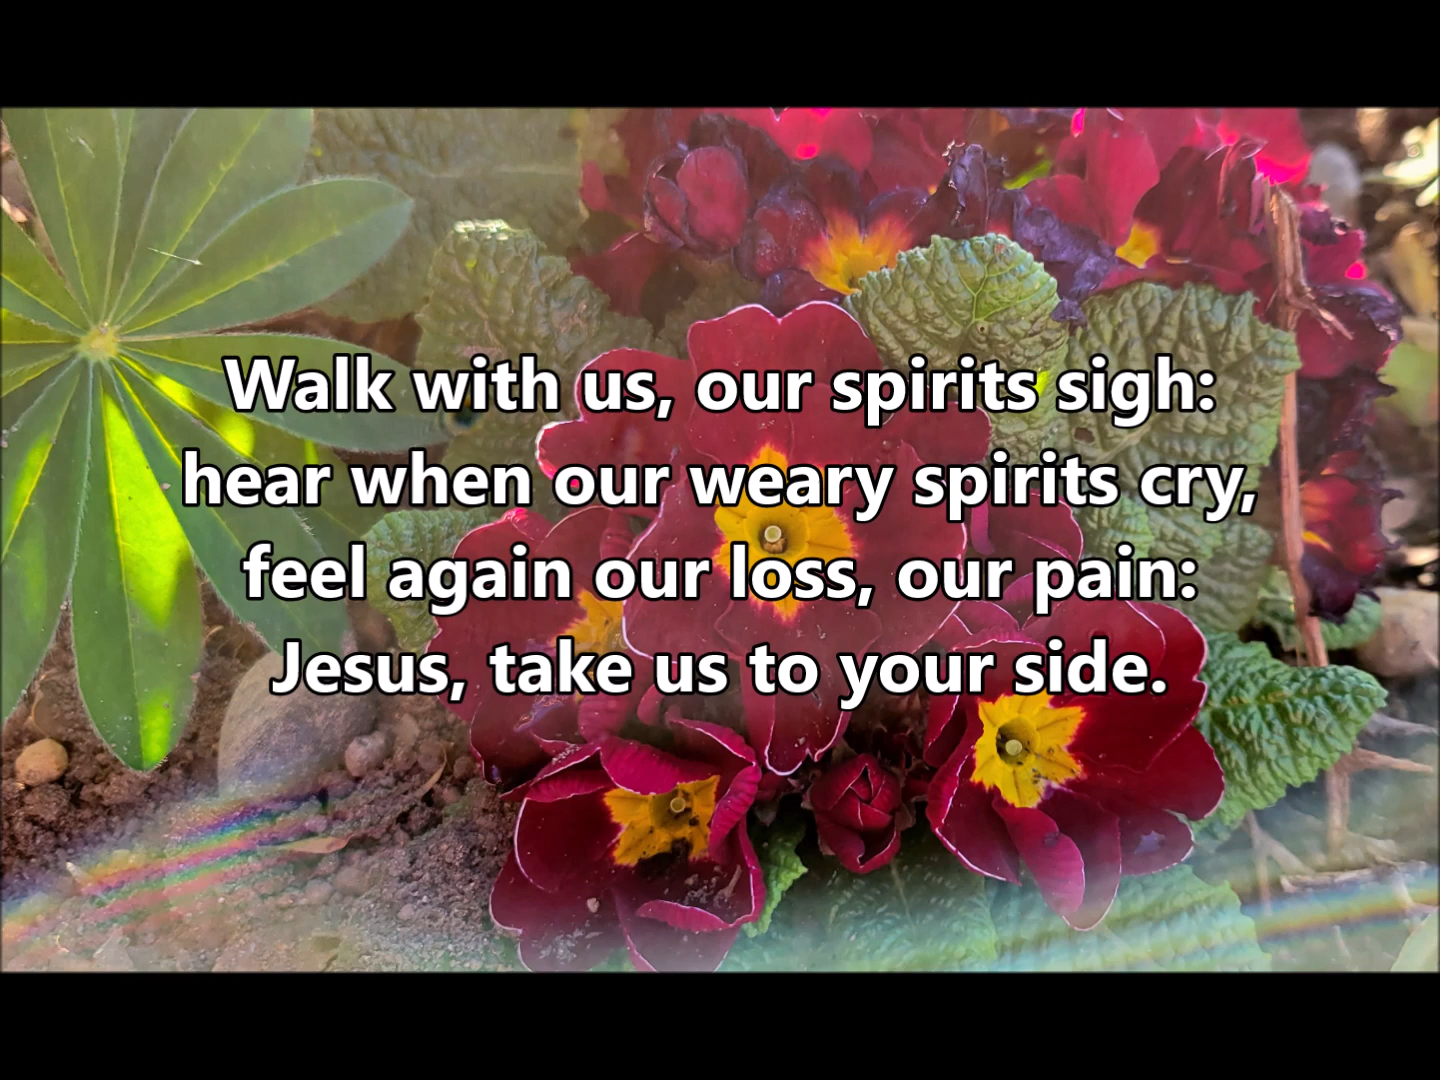 Walk with us, our spirits sigh:
hear when our weary spirits cry,
feel again our loss, our pain:
Jesus, take us to your side.